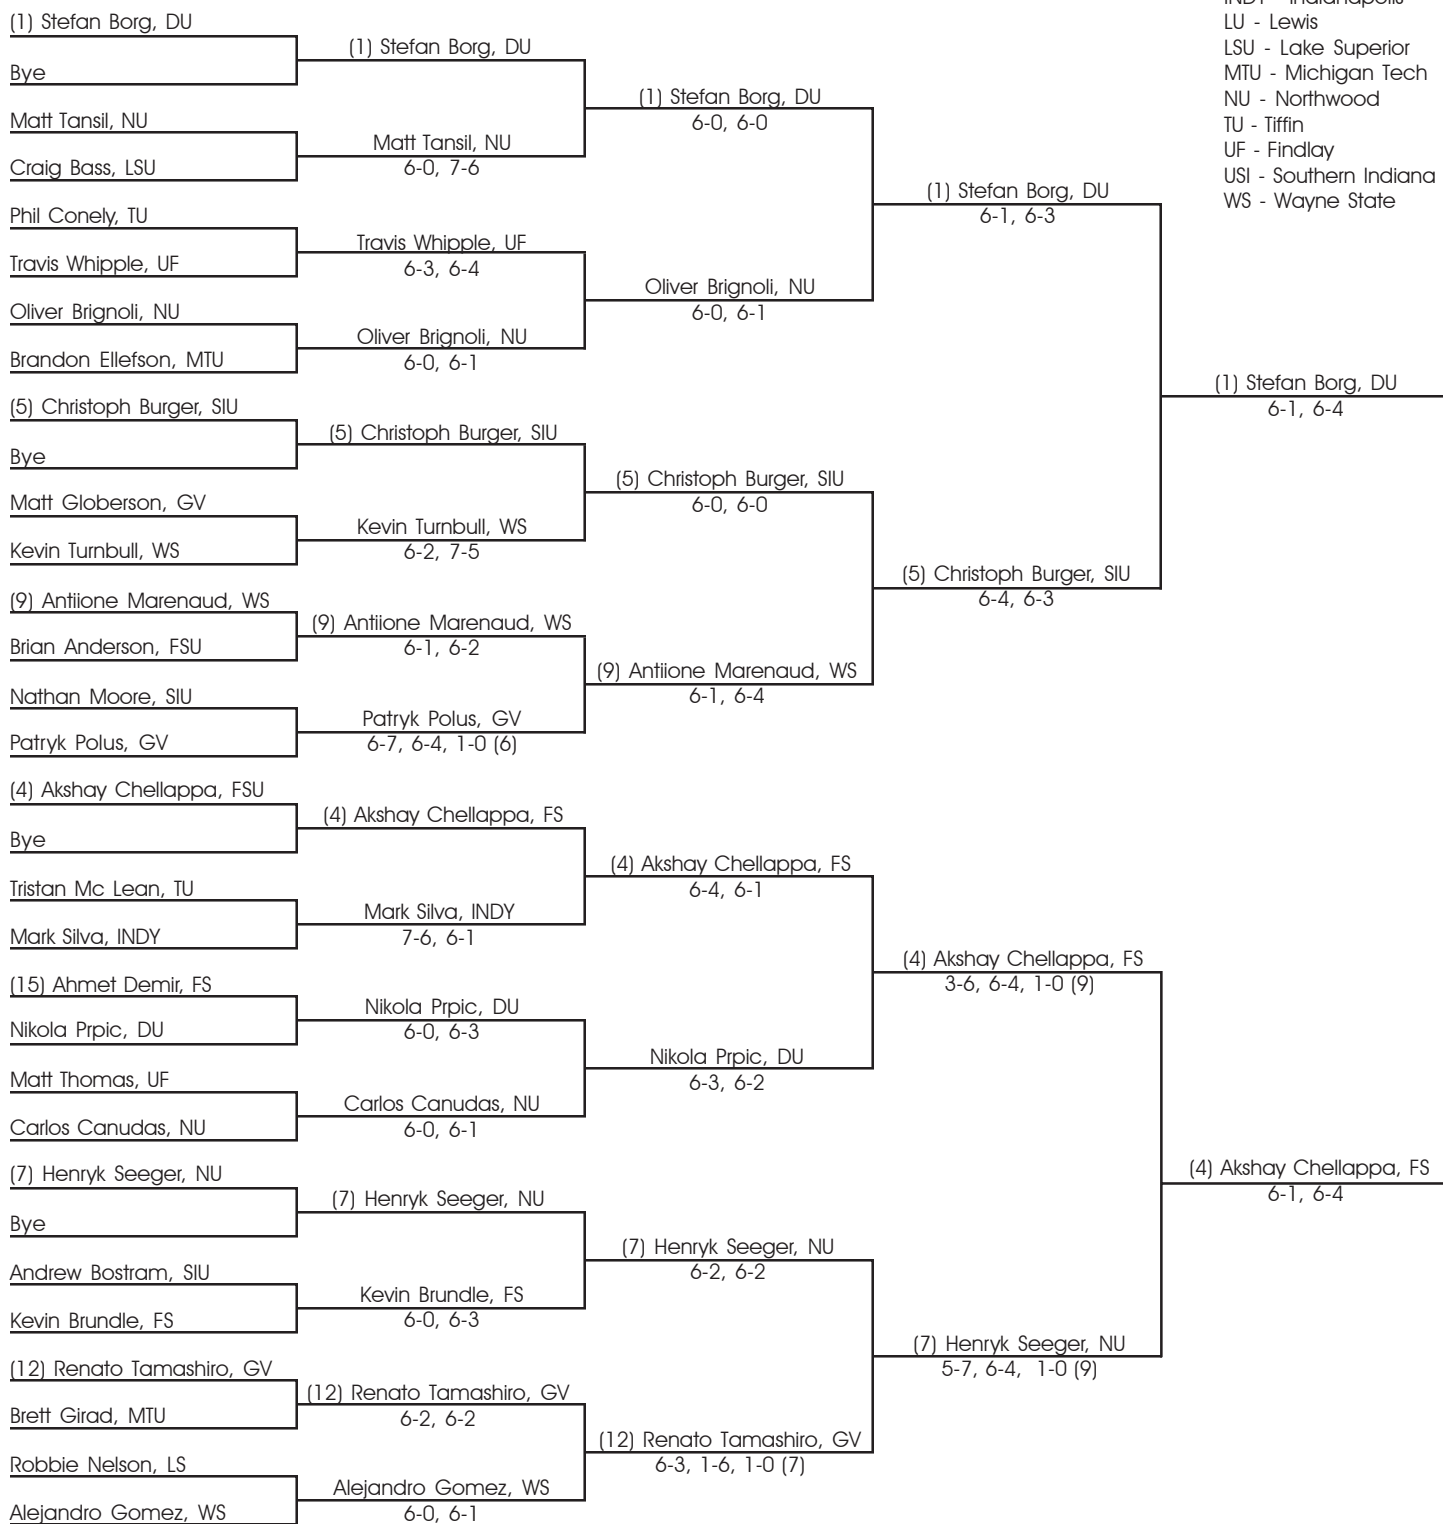 (1) Stefan Borg, DU
Bye
Matt Tansil, NU
Craig Bass, LSU
Phil Conely, TU
Travis Whipple, UF
Oliver Brignoli, NU
Brandon Ellefson, MTU
(5) Christoph Burger, SIU
Bye
Matt Globerson, GV
Kevin Turnbull, WS
(9) Antiione Marenaud, WS
Brian Anderson, FSU
Nathan Moore, SIU
Patryk Polus, GV
(4) Akshay Chellappa, FSU
Bye
Tristan Mc Lean, TU
Mark Silva, INDY
(15) Ahmet Demir, FS
Nikola Prpic, DU
Matt Thomas, UF
Carlos Canudas, NU
(7) Henryk Seeger, NU
Bye
Andrew Bostram, SIU
Kevin Brundle, FS
(12) Renato Tamashiro, GV
Brett Girad, MTU
Robbie Nelson, LS
Alejandro Gomez, WS
(1) Stefan Borg, DU
Matt Tansil, NU
6-0, 7-6
Travis Whipple, UF
6-3, 6-4
Oliver Brignoli, NU
6-0, 6-1
(5) Christoph Burger, SIU
Kevin Turnbull, WS
6-2, 7-5
(9) Antiione Marenaud, WS
6-1, 6-2
Patryk Polus, GV
6-7, 6-4, 1-0 (6)
(4) Akshay Chellappa, FS
Mark Silva, INDY
7-6, 6-1
Nikola Prpic, DU
6-0, 6-3
Carlos Canudas, NU
6-0, 6-1
(7) Henryk Seeger, NU
Kevin Brundle, FS
6-0, 6-3
(12) Renato Tamashiro, GV
6-2, 6-2
Alejandro Gomez, WS
6-0, 6-1
(1) Stefan Borg, DU
6-0, 6-0
Oliver Brignoli, NU
6-0, 6-1
(5) Christoph Burger, SIU
6-0, 6-0
(9) Antiione Marenaud, WS
6-1, 6-4
(4) Akshay Chellappa, FS
6-4, 6-1
Nikola Prpic, DU
6-3, 6-2
(7) Henryk Seeger, NU
6-2, 6-2
(12) Renato Tamashiro, GV
6-3, 1-6, 1-0 (7)
(1) Stefan Borg, DU
6-1, 6-3
(5) Christoph Burger, SIU
6-4, 6-3
(4) Akshay Chellappa, FS
3-6, 6-4, 1-0 (9)
(7) Henryk Seeger, NU
5-7, 6-4, 1-0 (9)
(1) Stefan Borg, DU
6-1, 6-4
(4) Akshay Chellappa, FS
6-1, 6-4
INDY - Indianapolis
LU - Lewis
LSU - Lake Superior
MTU - Michigan Tech
NU - Northwood
TU - Tiffin
UF - Findlay
USI - Southern Indiana
WS - Wayne State